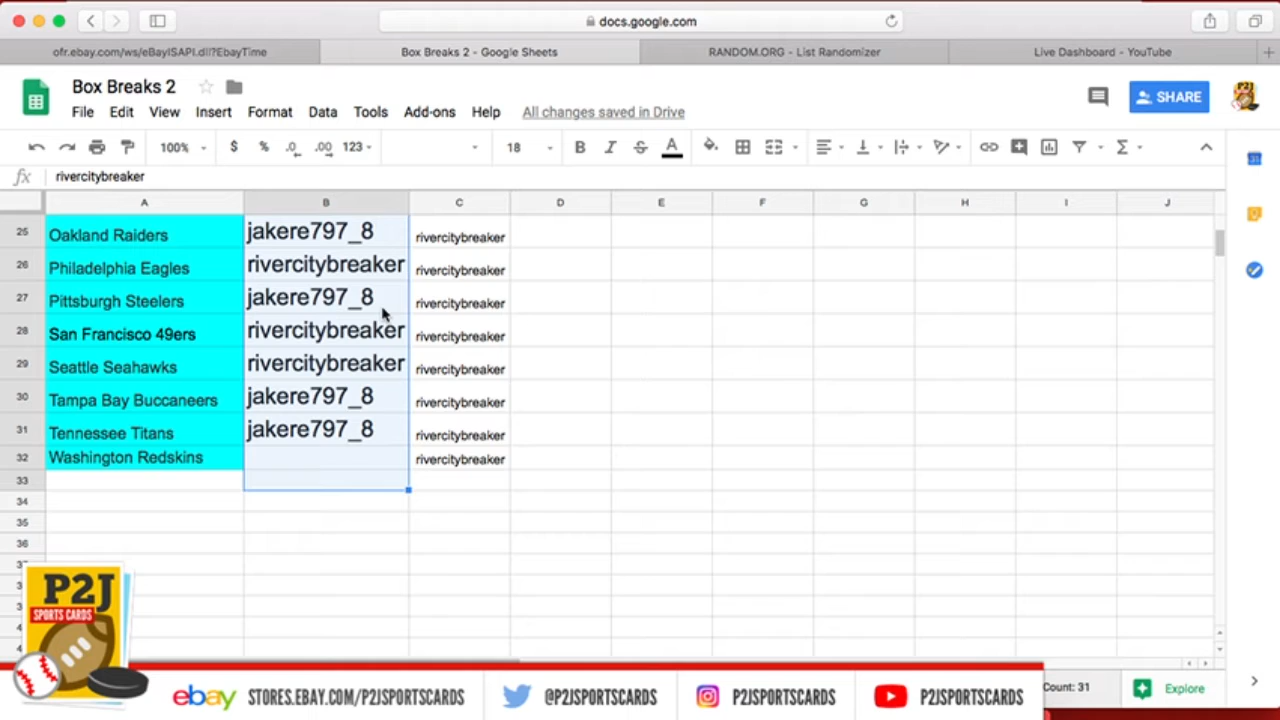 docs.google.com
ofr.ebay.com/ws/eBayISAPI.dll?EbayTime
Box Breaks 2 - Google Sheets
RANDOM.ORG - List Randomizer
Live Dashboard - YouTube
Box Breaks 2
File Edit View Insert Format Data Tools Add-ons Help All changes saved in Drive
SHARE
100% $ % .0 .00 123 18 B I S A
fx rivercitybreaker
A B C D E F G H I J
25 Oakland Raiders jakere797_8 rivercitybreaker
26 Philadelphia Eagles rivercitybreaker rivercitybreaker
27 Pittsburgh Steelers jakere797_8 rivercitybreaker
28 San Francisco 49ers rivercitybreaker rivercitybreaker
29 Seattle Seahawks rivercitybreaker rivercitybreaker
30 Tampa Bay Buccaneers jakere797_8 rivercitybreaker
31 Tennessee Titans jakere797_8 rivercitybreaker
32 Washington Redskins rivercitybreaker
33
34
35
36
P2J
SPORTS CARDS
ebay STORES.EBAY.COM/P2JSPORTSCARDS
@P2JSPORTSCARDS
P2JSPORTSCARDS
P2JSPORTSCARDS
Count: 31
Explore